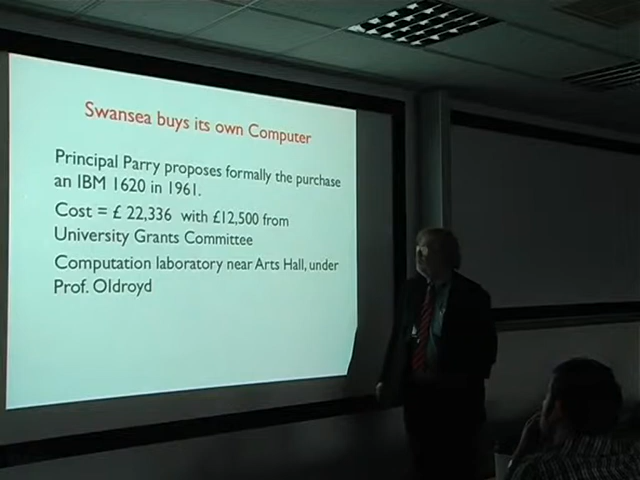 Swansea buys its own Computer
Principal Parry proposes formally the purchase
an IBM 1620 in 1961.
Cost = £ 22,336 with £12,500 from
University Grants Committee
Computation laboratory near Arts Hall, under
Prof. Oldroyd